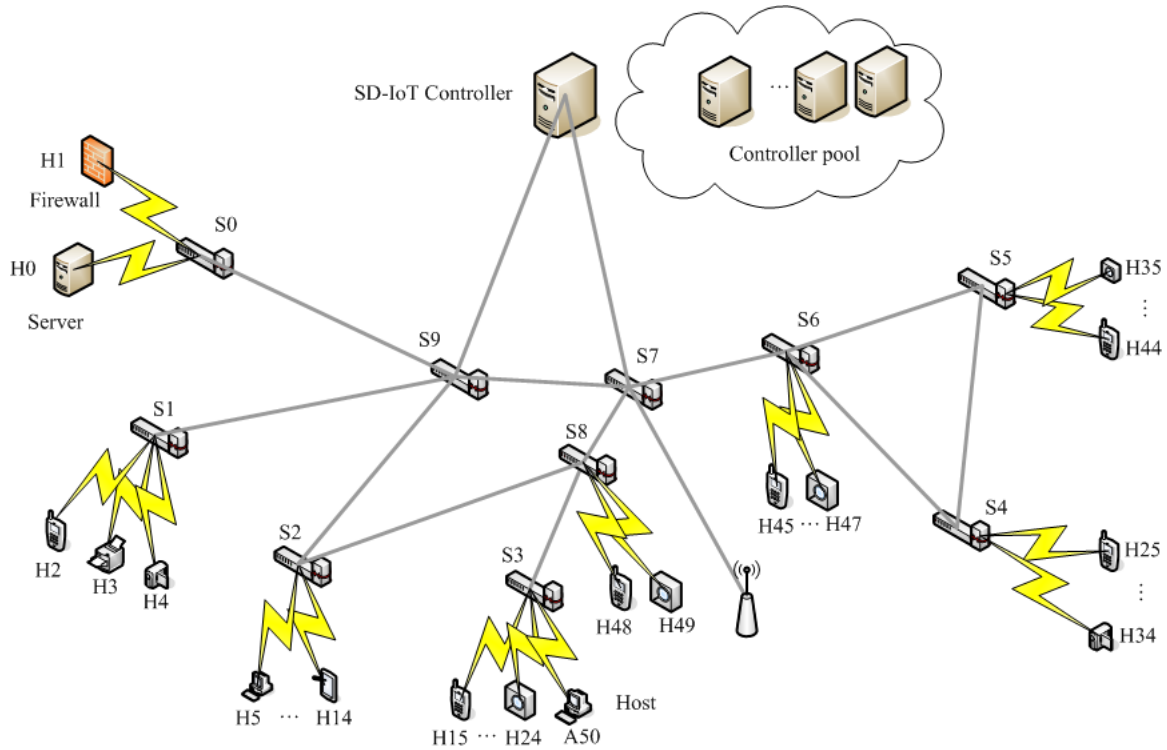 SD-IoT Controller
...
Controller pool
H1
Firewall
S0
H0
Server
S5
H35
⋮
H44
S6
S9
S7
S1
S8
H45 ... H47
S4
H25
⋮
H34
H2
H3
H4
S2
S3
H48
H49
H5 ... H14
Host
H15 ... H24
A50